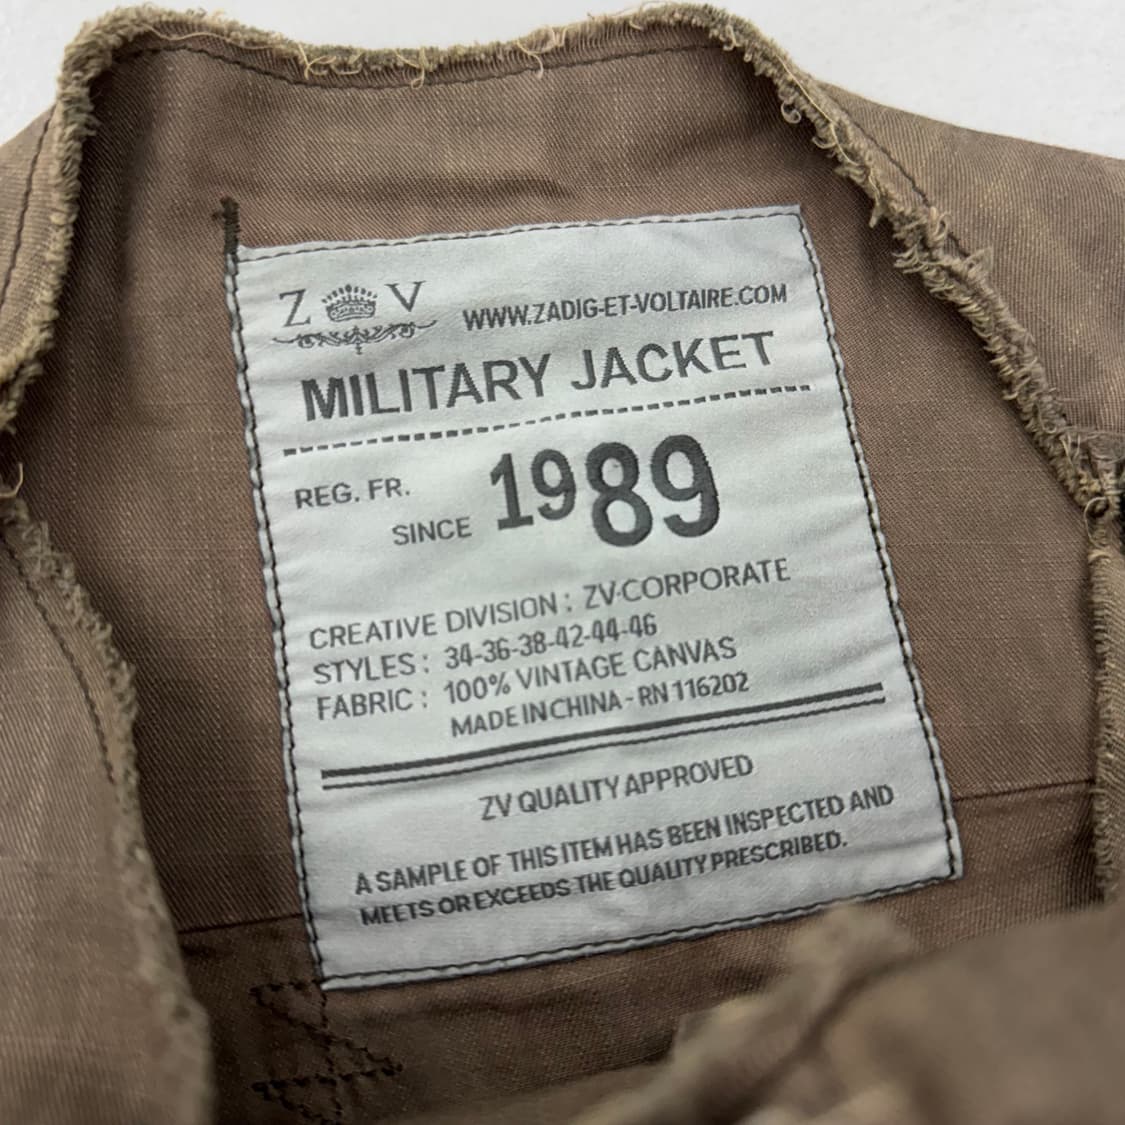 Z V
WWW.ZADIG-ET-VOLTAIRE.COM
MILITARY JACKET
REG. FR.
SINCE 1989
CREATIVE DIVISION : ZV-CORPORATE
STYLES : 34-36-38-42-44-46
FABRIC : 100% VINTAGE CANVAS
MADE IN CHINA - RN 116202
ZV QUALITY APPROVED
A SAMPLE OF THIS ITEM HAS BEEN INSPECTED AND
MEETS OR EXCEEDS THE QUALITY PRESCRIBED.